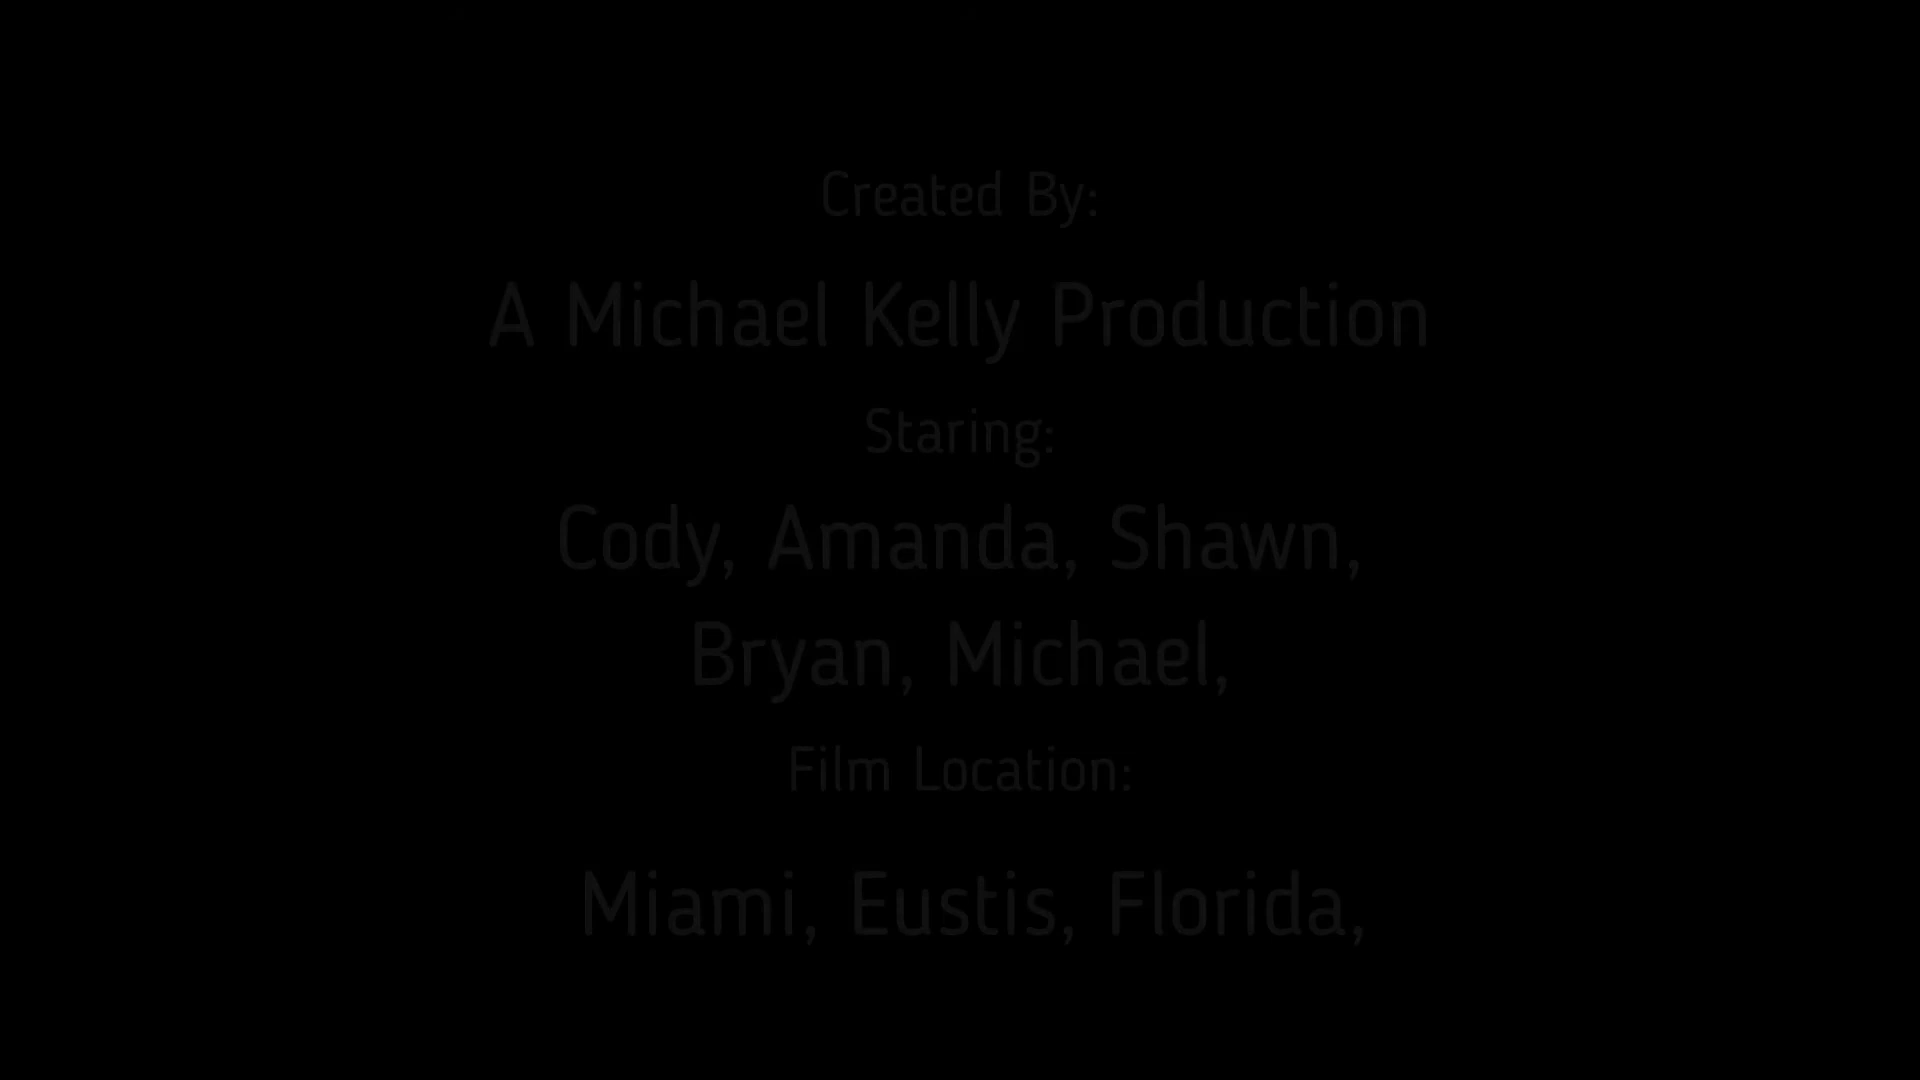 Created By:
A Michael Kelly Production
Staring:
Cody, Amanda, Shawn,
Bryan, Michael,
Film Location:
Miami, Eustis, Florida,